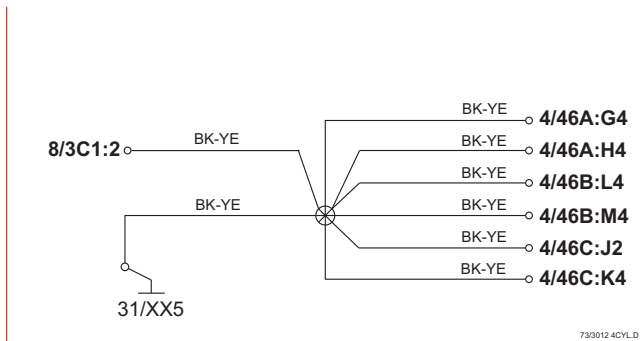 BK-YE 4/46A:G4
8/3C1:2 BK-YE BK-YE 4/46A:H4
BK-YE 4/46B:L4
BK-YE BK-YE 4/46B:M4
BK-YE 4/46C:J2
BK-YE 4/46C:K4
31/XX5
73/3012 4CYL.D